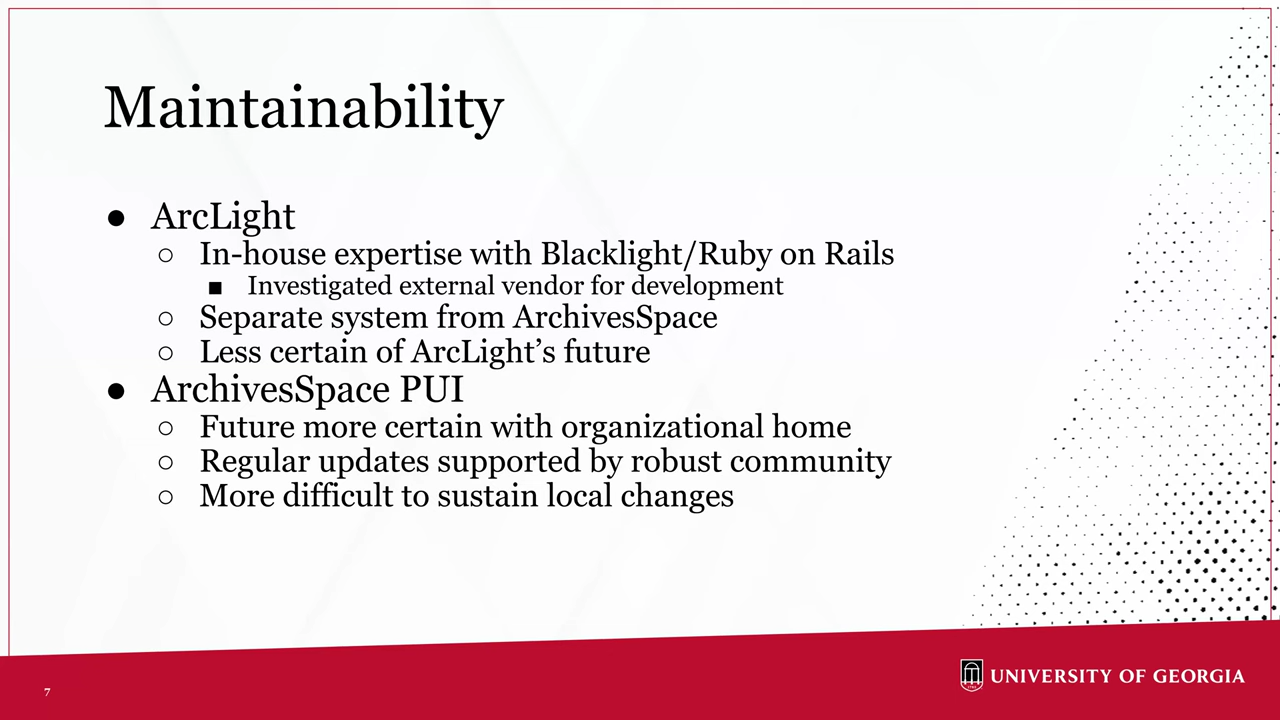 Maintainability
● ArcLight
○ In-house expertise with Blacklight/Ruby on Rails
■ Investigated external vendor for development
○ Separate system from ArchivesSpace
○ Less certain of ArcLight’s future
● ArchivesSpace PUI
○ Future more certain with organizational home
○ Regular updates supported by robust community
○ More difficult to sustain local changes
7
UNIVERSITY OF GEORGIA